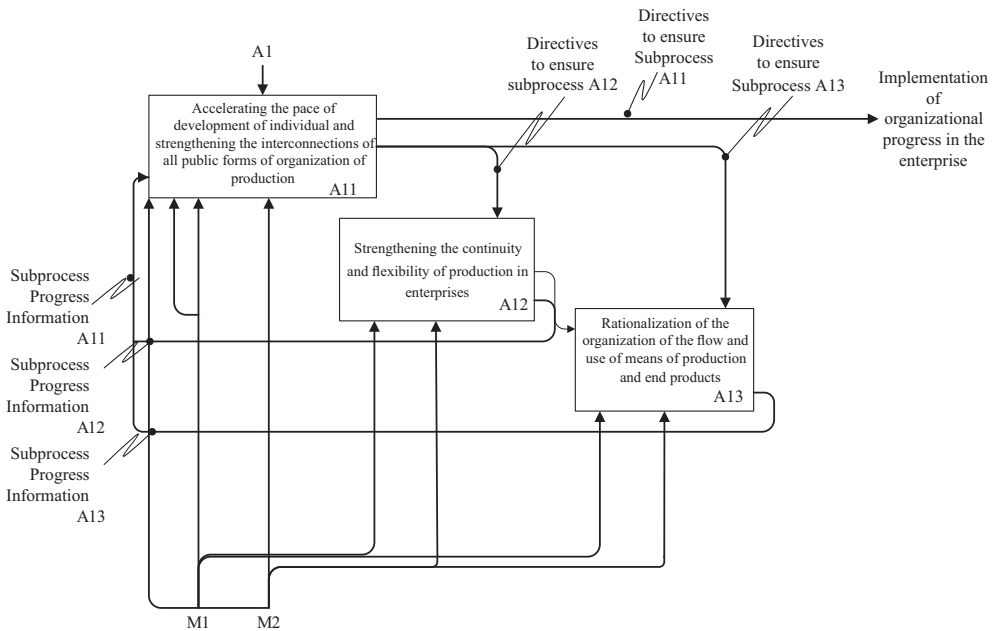 A1
Directives
to ensure
subprocess A12
Directives
to ensure
Subprocess
A11
Directives
to ensure
Subprocess A13
Implementation
of
organizational
progress in the
enterprise
Accelerating the pace of
development of individual and
strengthening the interconnections of
all public forms of organization of
production
A11
Strengthening the continuity
and flexibility of production in
enterprises
A12
Rationalization of the
organization of the flow and
use of means of production
and end products
A13
Subprocess
Progress
Information
A11
Subprocess
Progress
Information
A12
Subprocess
Progress
Information
A13
M1
M2